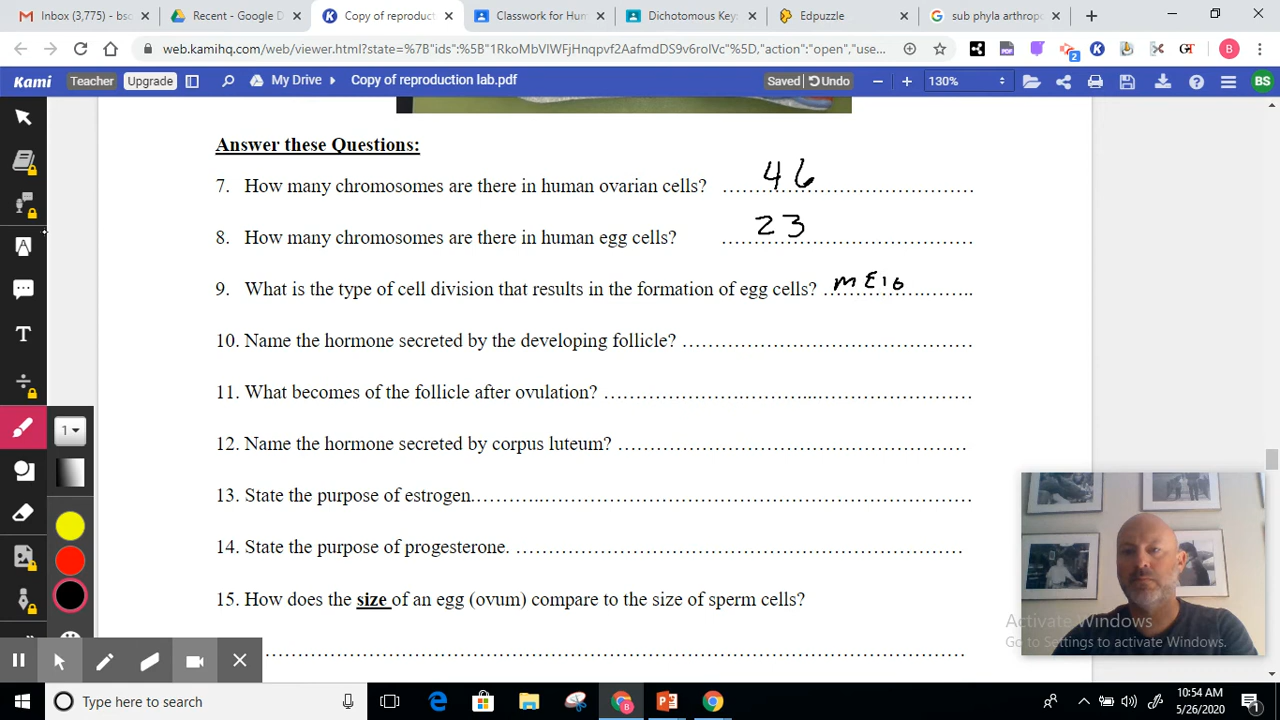 Inbox (3,775) - bsc
Recent - Google D
Copy of reproduct
Classwork for Hum
Dichotomous Key
Edpuzzle
sub phyla arthrop
web.kamihq.com/web/viewer.html?state=%7B"ids":%5B"1RkoMbVlWFjHnqpvf2AafmdDS9v6rolVc"%5D,"action":"open","use...
Kami Teacher Upgrade My Drive Copy of reproduction lab.pdf Saved Undo 130% BS
Answer these Questions:
7. How many chromosomes are there in human ovarian cells? 46
8. How many chromosomes are there in human egg cells? 23
9. What is the type of cell division that results in the formation of egg cells? MEIO
10. Name the hormone secreted by the developing follicle? ........................................
11. What becomes of the follicle after ovulation? ........................................
12. Name the hormone secreted by corpus luteum? ........................................
13. State the purpose of estrogen........................................
14. State the purpose of progesterone. ........................................
15. How does the size of an egg (ovum) compare to the size of sperm cells?
........................................
1
Activate Windows
Go to Settings to activate Windows.
Type here to search
10:54 AM
5/26/2020